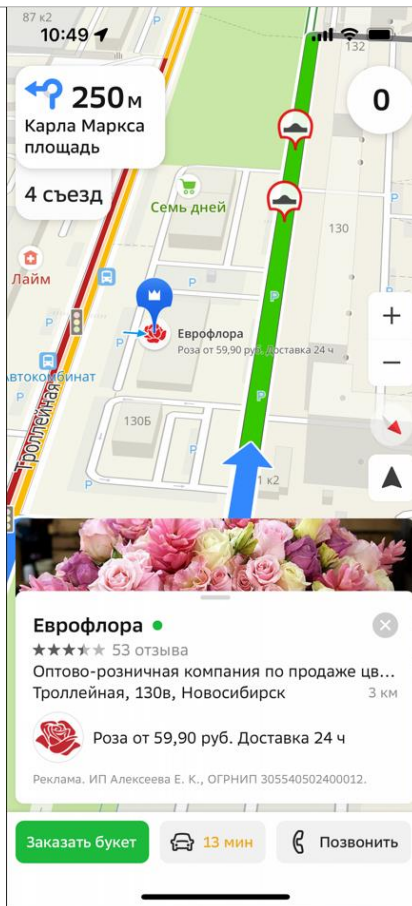 87 к2
10:49
132
250 м
Карла Маркса
площадь
0
4 съезд
Семь дней
130
Лайм
Еврофлора
Роза от 59,90 руб. Доставка 24 ч
Автокомбинат
Троллейная
130Б
1 к2
Еврофлора
53 отзыва
Оптово-розничная компания по продаже цв...
Троллейная, 130в, Новосибирск
3 км
Роза от 59,90 руб. Доставка 24 ч
Реклама. ИП Алексеева Е. К., ОГРНИП 305540502400012.
Заказать букет
13 мин
Позвонить